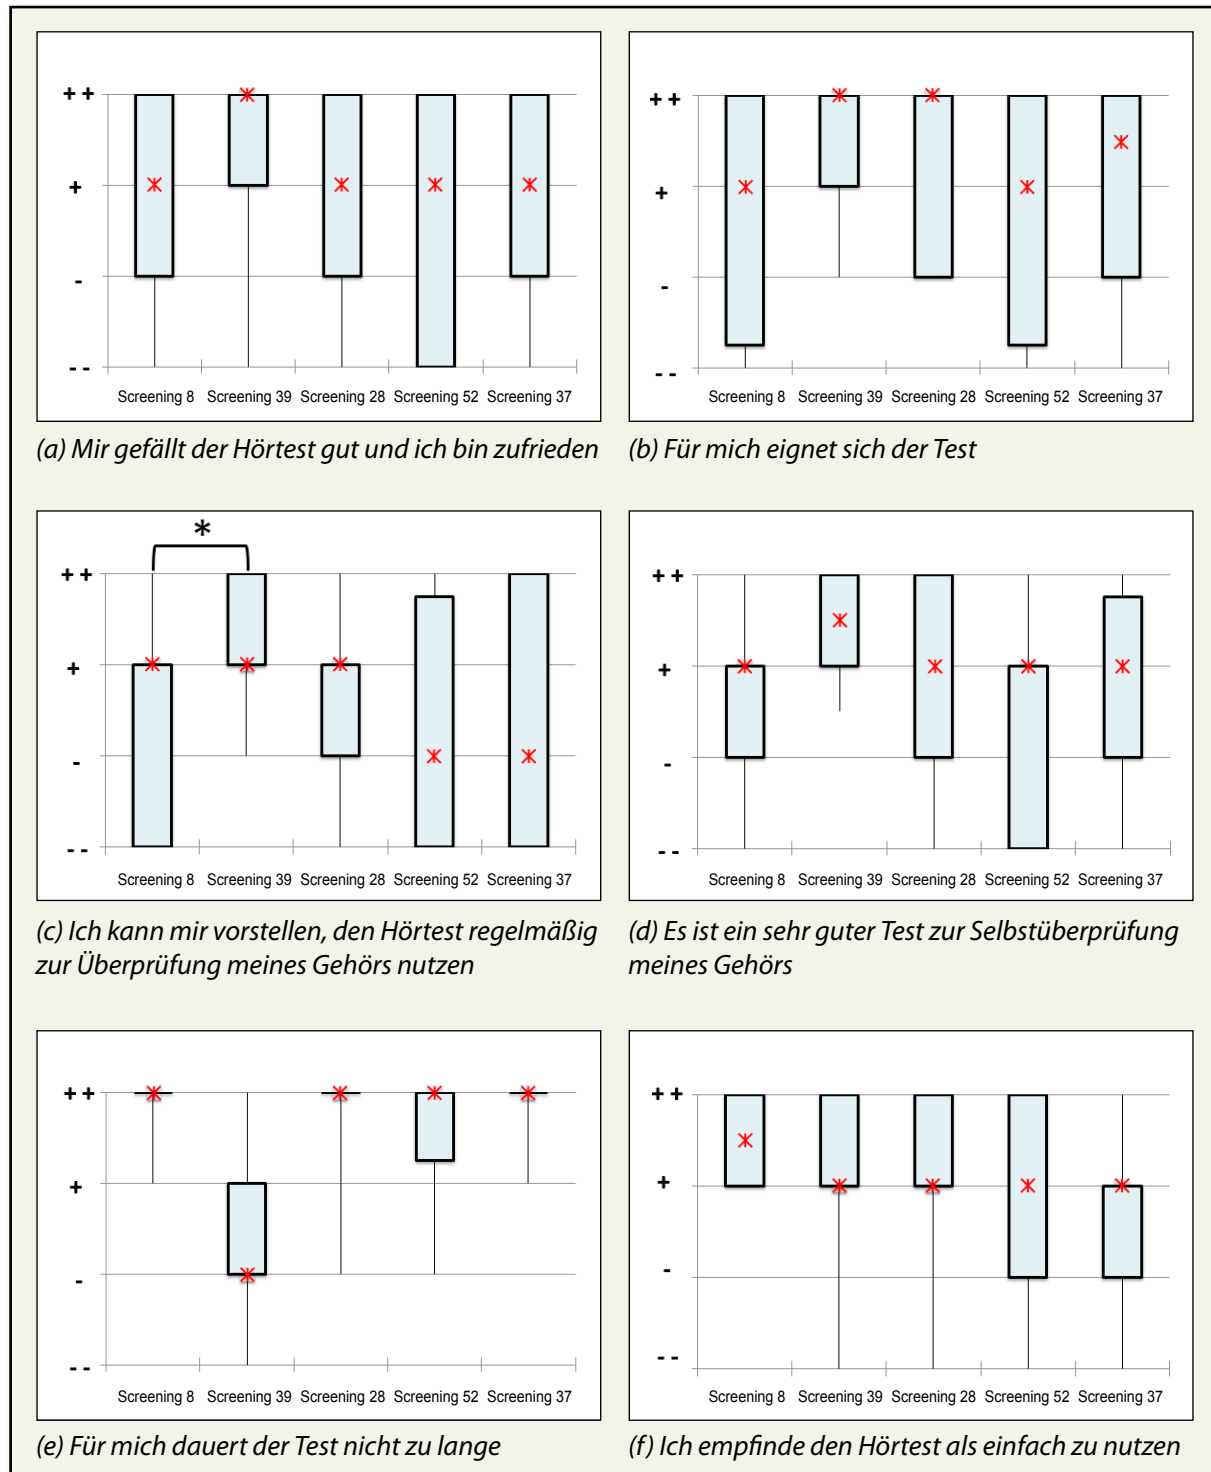 ++
+
-
--
Screening 8 Screening 39 Screening 28 Screening 52 Screening 37
(a) Mir gefällt der Hörtest gut und ich bin zufrieden
++
+
-
--
Screening 8 Screening 39 Screening 28 Screening 52 Screening 37
(b) Für mich eignet sich der Test
*
++
+
-
--
Screening 8 Screening 39 Screening 28 Screening 52 Screening 37
(c) Ich kann mir vorstellen, den Hörtest regelmäßig
zur Überprüfung meines Gehörs nutzen
++
+
-
--
Screening 8 Screening 39 Screening 28 Screening 52 Screening 37
(d) Es ist ein sehr guter Test zur Selbstüberprüfung
meines Gehörs
++
+
-
--
Screening 8 Screening 39 Screening 28 Screening 52 Screening 37
(e) Für mich dauert der Test nicht zu lange
++
+
-
--
Screening 8 Screening 39 Screening 28 Screening 52 Screening 37
(f) Ich empfinde den Hörtest als einfach zu nutzen